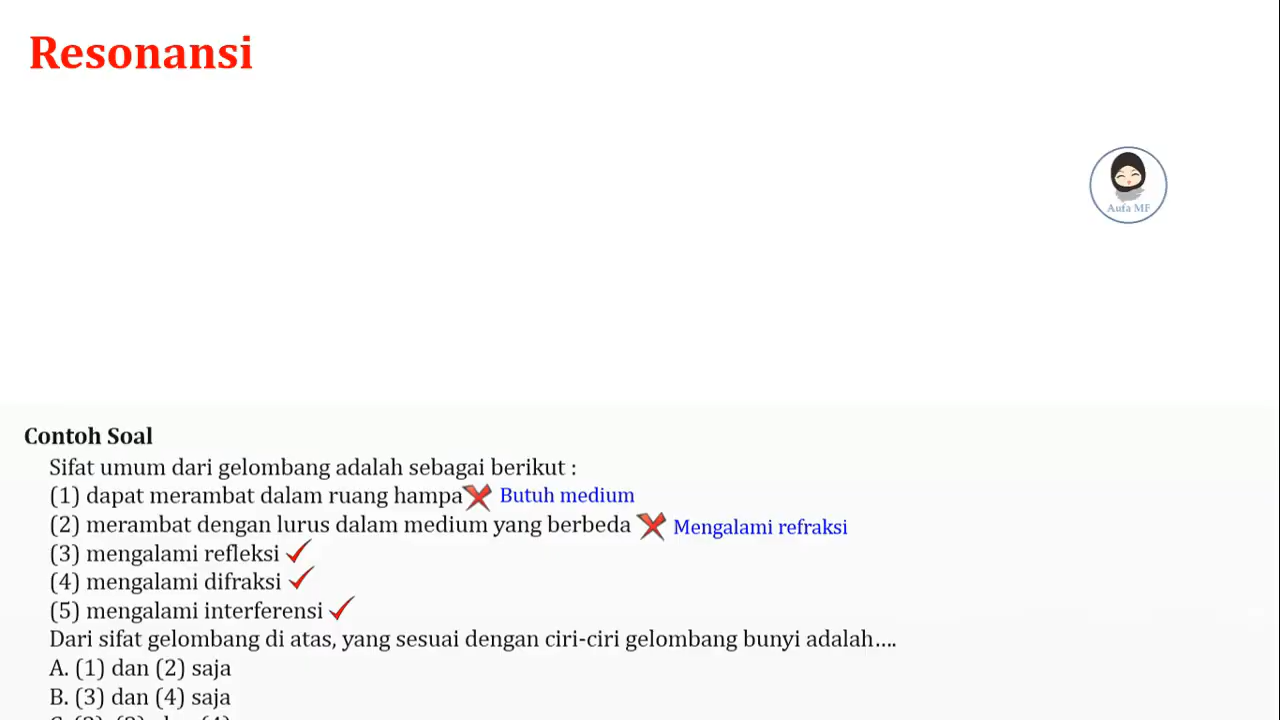 Resonansi
Aufa MF
Contoh Soal
Sifat umum dari gelombang adalah sebagai berikut :
(1) dapat merambat dalam ruang hampa Butuh medium
(2) merambat dengan lurus dalam medium yang berbeda Mengalami refraksi
(3) mengalami refleksi
(4) mengalami difraksi
(5) mengalami interferensi
Dari sifat gelombang di atas, yang sesuai dengan ciri-ciri gelombang bunyi adalah....
A. (1) dan (2) saja
B. (3) dan (4) saja